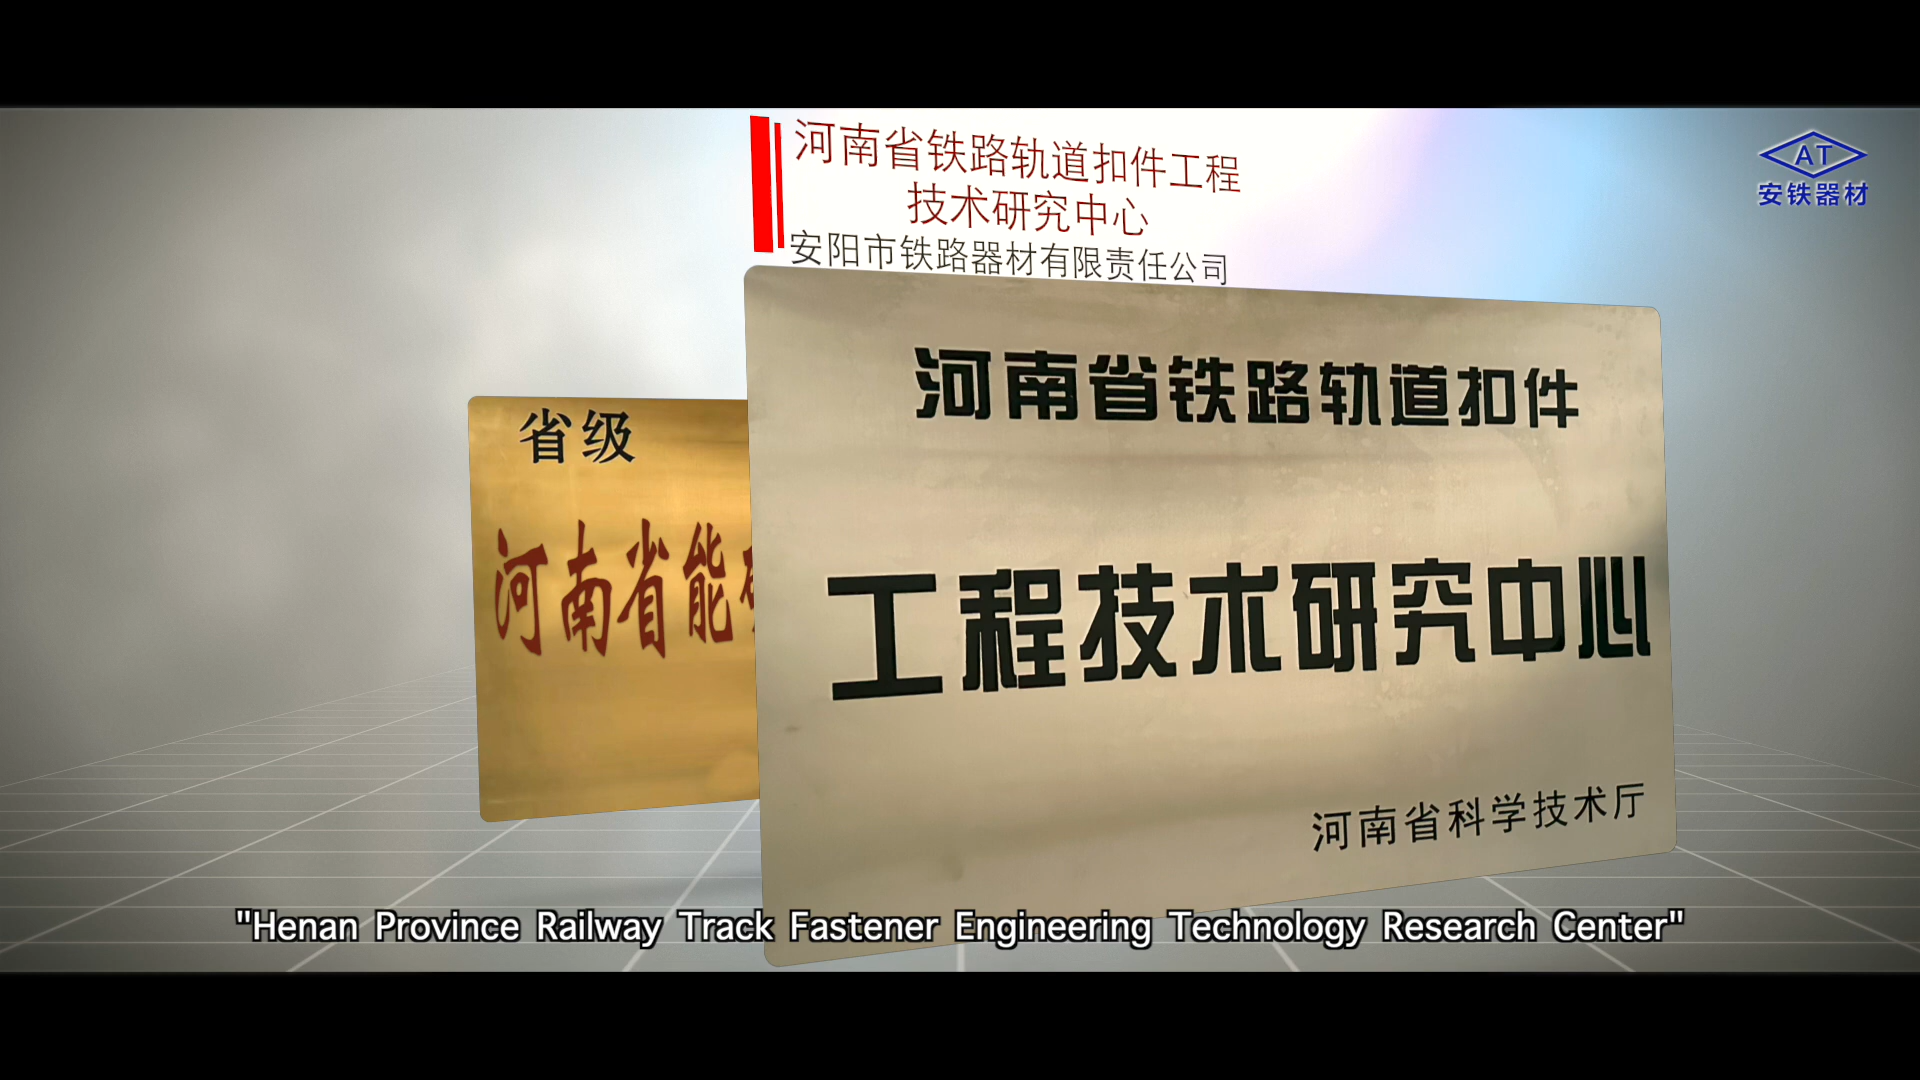 河南省铁路轨道扣件工程
技术研究中心
安阳市铁路器材有限责任公司
AT
安铁器材
省级
河南省能
河南省铁路轨道扣件
工程技术研究中心
河南省科学技术厅
"Henan Province Railway Track Fastener Engineering Technology Research Center"